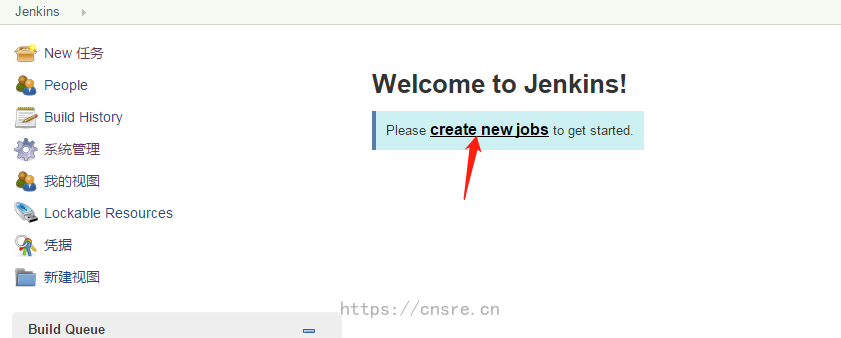 Jenkins
New 任务
People
Build History
系统管理
我的视图
Lockable Resources
凭据
新建视图
Build Queue
Welcome to Jenkins!
Please create new jobs to get started.
https://cnsre.cn